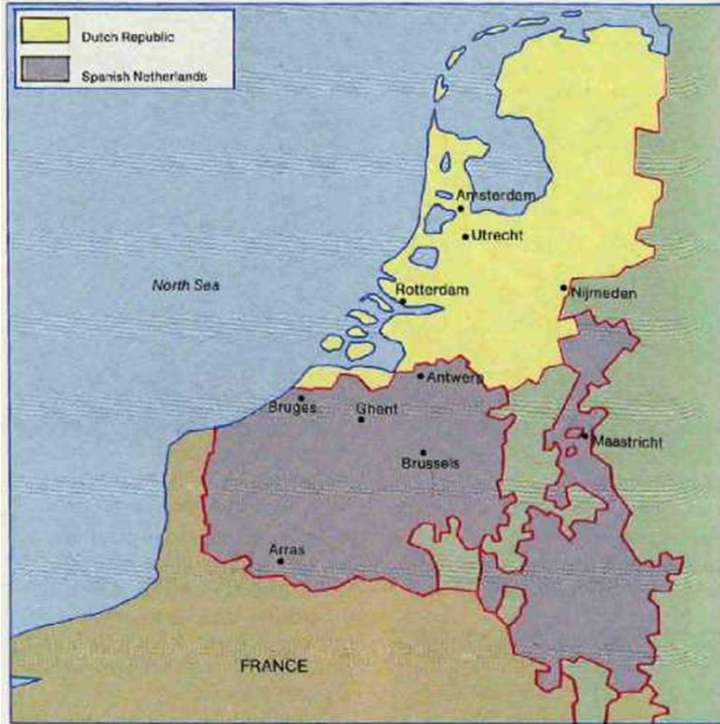 Dutch Republic
Spanish Netherlands
Amsterdam
Utrecht
North Sea
Rotterdam
Nijmeden
Antwerp
Bruges
Ghent
Maastricht
Brussels
Arras
FRANCE